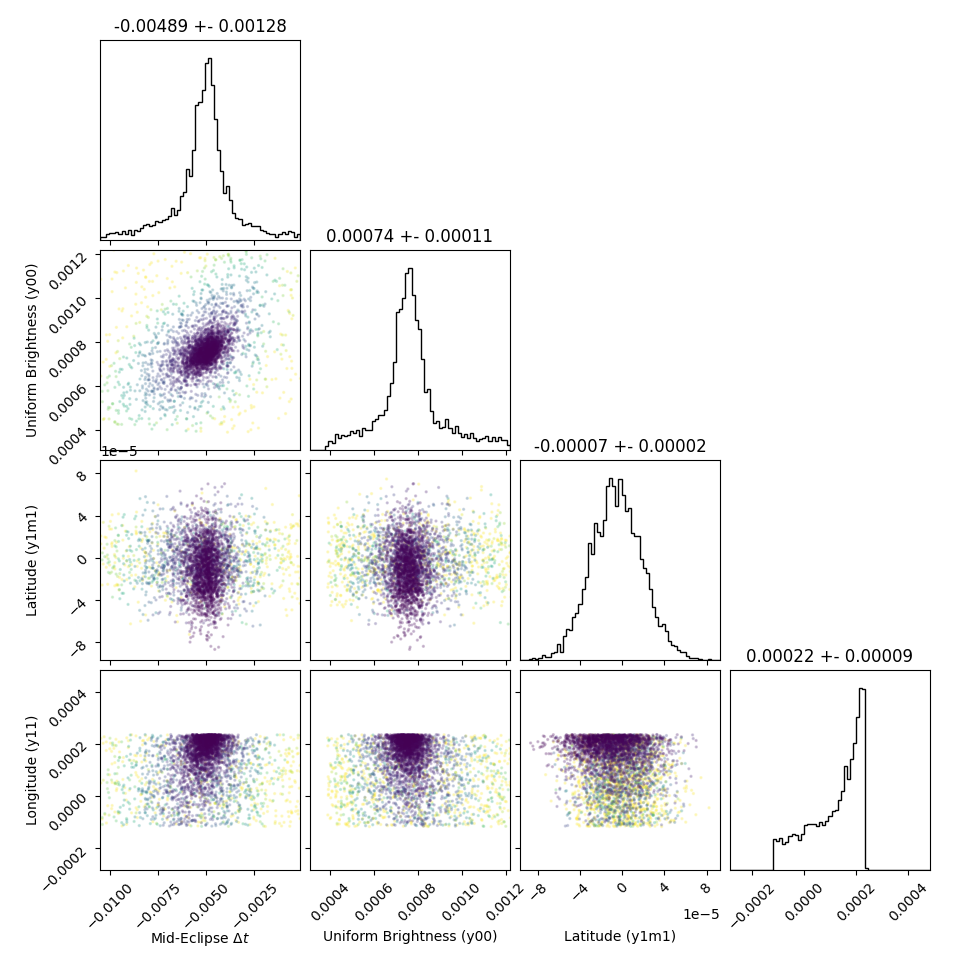 -0.00489 +- 0.00128
0.00074 +- 0.00011
-0.00007 +- 0.00002
0.00022 +- 0.00009
Uniform Brightness (y00)
0.0012
0.0010
0.0008
0.0006
0.0004
1e−5
Latitude (y1m1)
8
4
0
−4
−8
Longitude (y11)
0.0004
0.0002
0.0000
−0.0002
−0.0100 −0.0075 −0.0050 −0.0025
0.0004 0.0006 0.0008 0.0010 0.0012
−8 −4 0 4 8
−0.0002 0.0000 0.0002 0.0004
1e−5
Mid-Eclipse Δt
Uniform Brightness (y00)
Latitude (y1m1)